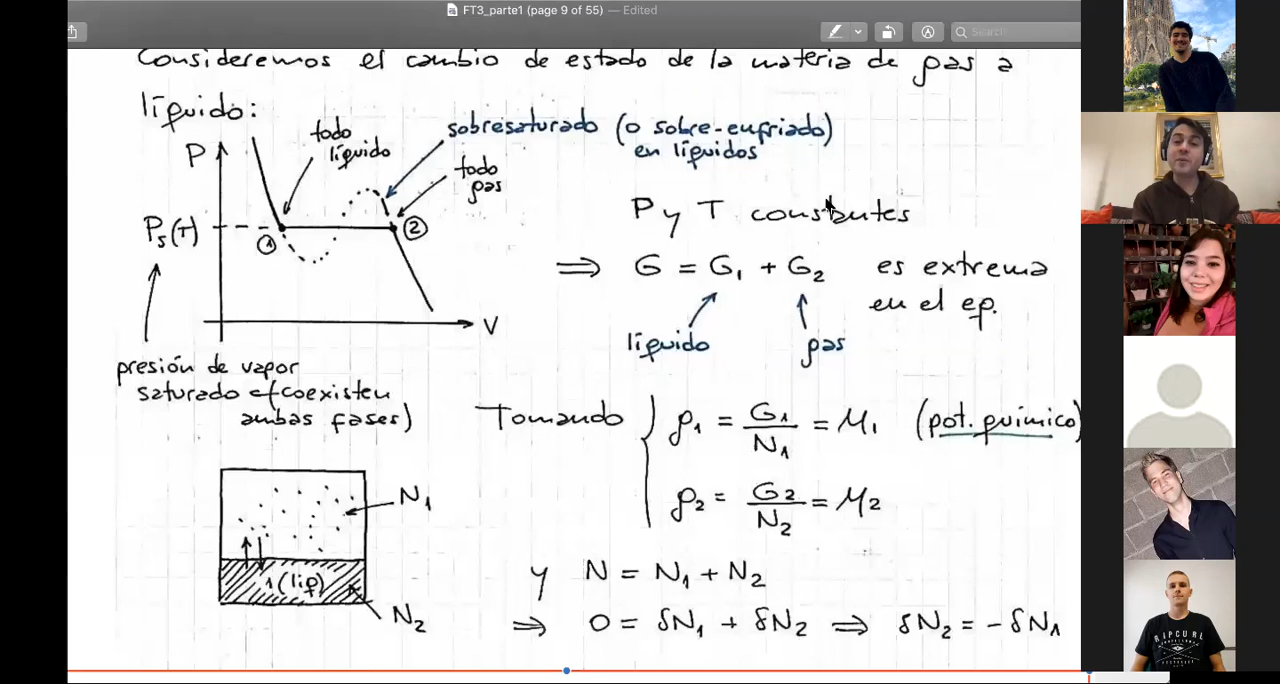 FT3_parte1 (page 9 of 55) — Edited
Search
Consideremos el cambio de estado de la materia de gas a
líquido:
todo
líquido
sobresaturado (o sobre-enfriado)
en líquidos
todo
gas
P
Ps(T)
①
②
V
P y T constantes
⇒ G = G₁ + G₂ es extrema
en el eq.
líquido
gas
presión de vapor
saturado (coexisten
ambas fases)
Tomando
g₁ = G₁/N₁ = μ₁ (pot. químico)
g₂ = G₂/N₂ = μ₂
N₁
1 (liq)
N₂
y N = N₁ + N₂
⇒ 0 = δN₁ + δN₂ ⇒ δN₂ = - δN₁
RIPCURL